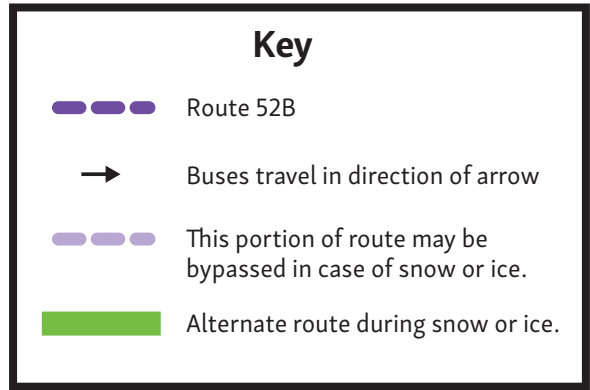 Key
Route 52B
Buses travel in direction of arrow
This portion of route may be
bypassed in case of snow or ice.
Alternate route during snow or ice.